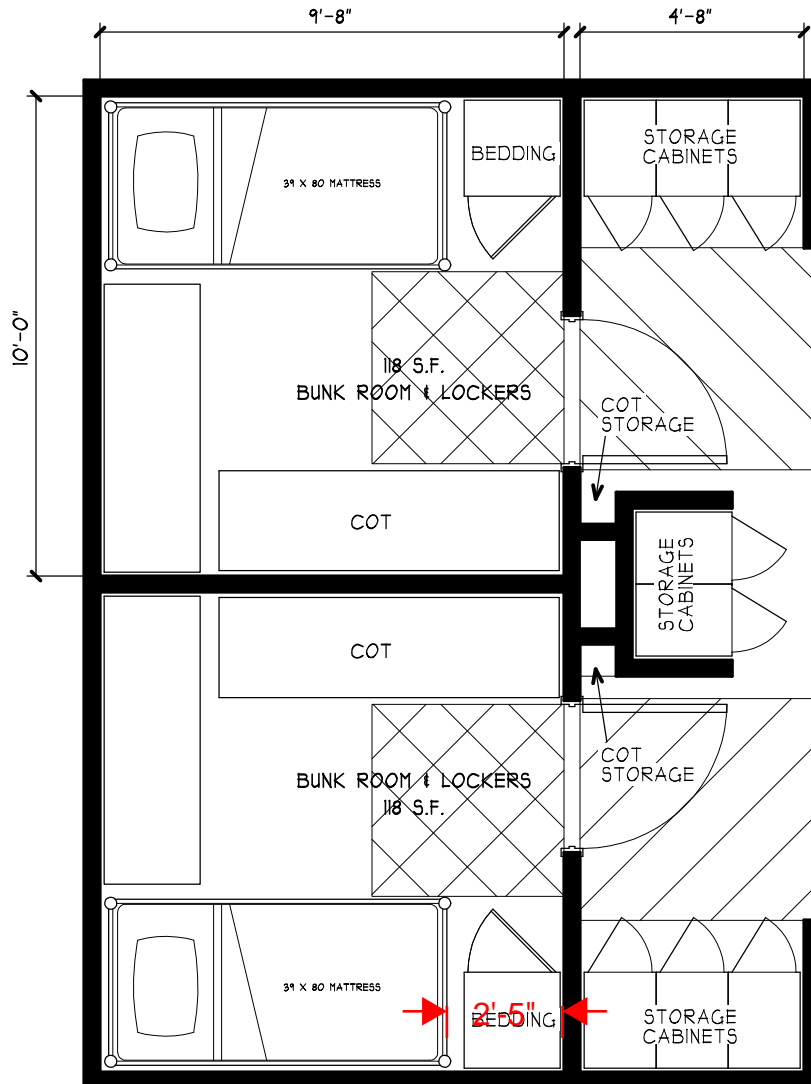 9'-8"
4'-8"
BEDDING
STORAGE
CABINETS
39 X 80 MATTRESS
10'-0"
118 S.F.
BUNK ROOM & LOCKERS
COT
STORAGE
COT
STORAGE
CABINETS
COT
BUNK ROOM & LOCKERS
118 S.F.
COT
STORAGE
39 X 80 MATTRESS
2'-5"
BEDDING
STORAGE
CABINETS